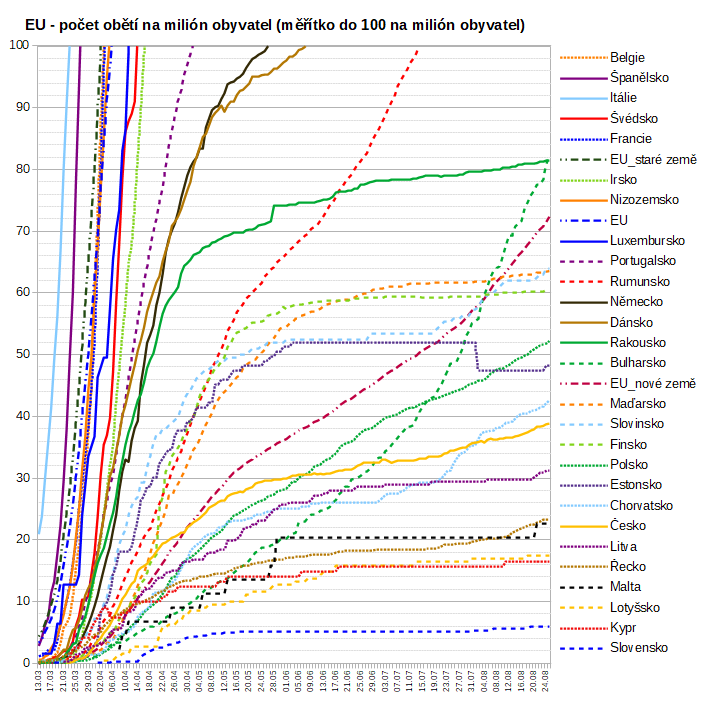 EU - počet obětí na milión obyvatel (měřítko do 100 na milión obyvatel)
100
90
80
70
60
50
40
30
20
10
0
13.03 17.03 21.03 25.03 29.03 02.04 06.04 10.04 14.04 18.04 22.04 26.04 30.04 04.05 08.05 12.05 16.05 20.05 24.05 28.05 01.06 05.06 09.06 13.06 17.06 21.06 25.06 29.06 03.07 07.07 11.07 15.07 19.07 23.07 27.07 31.07 04.08 08.08 12.08 16.08 20.08 24.08
Belgie
Španělsko
Itálie
Švédsko
Francie
EU_staré země
Irsko
Nizozemsko
EU
Luxembursko
Portugalsko
Rumunsko
Německo
Dánsko
Rakousko
Bulharsko
EU_nové země
Maďarsko
Slovinsko
Finsko
Polsko
Estonsko
Chorvatsko
Česko
Litva
Řecko
Malta
Lotyšsko
Kypr
Slovensko